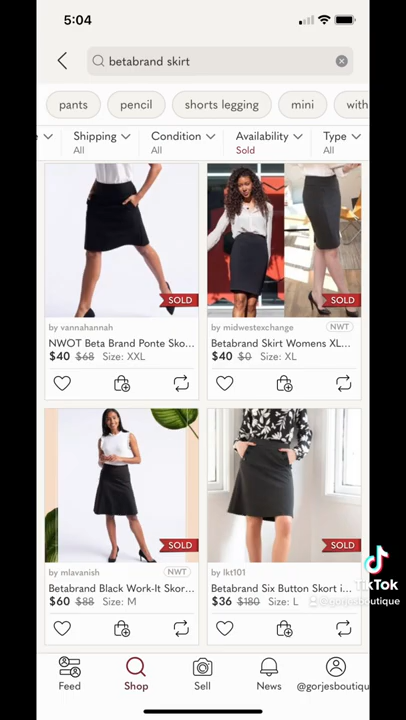 5:04
betabrand skirt
pants
pencil
shorts legging
mini
with
Shipping
Condition
Availability
Type
All
All
Sold
All
SOLD
SOLD
by vannahannah
by midwestexchange
NWT
NWOT Beta Brand Ponte Sko...
Betabrand Skirt Womens XL...
$40 $68 Size: XXL
$40 $0 Size: XL
SOLD
SOLD
by mlavanish
NWT
by lkt101
Betabrand Black Work-It Skor...
Betabrand Six Button Skort i...
$60 $88 Size: M
$36 $180 Size: L
TikTok
@gorjesboutique
Feed
Shop
Sell
News
@gorjesboutiqu